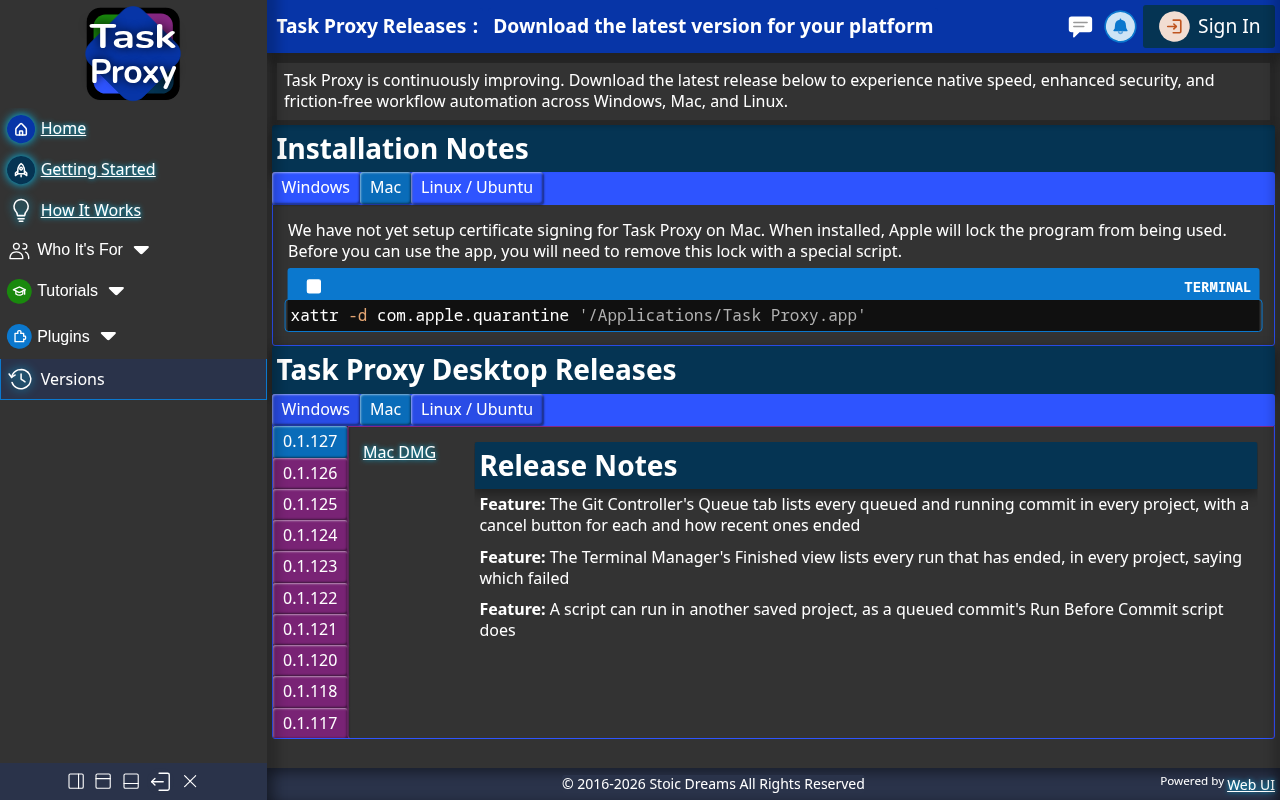 Task
Proxy
Home
Getting Started
How It Works
Who It's For
Tutorials
Plugins
Versions
Task Proxy Releases : Download the latest version for your platform
Sign In
Task Proxy is continuously improving. Download the latest release below to experience native speed, enhanced security, and
friction-free workflow automation across Windows, Mac, and Linux.
Installation Notes
Windows Mac Linux / Ubuntu
We have not yet setup certificate signing for Task Proxy on Mac. When installed, Apple will lock the program from being used.
Before you can use the app, you will need to remove this lock with a special script.
TERMINAL
xattr -d com.apple.quarantine '/Applications/Task Proxy.app'
Task Proxy Desktop Releases
Windows Mac Linux / Ubuntu
0.1.127
0.1.126
0.1.125
0.1.124
0.1.123
0.1.122
0.1.121
0.1.120
0.1.118
0.1.117
Mac DMG
Release Notes
Feature: The Git Controller's Queue tab lists every queued and running commit in every project, with a
cancel button for each and how recent ones ended
Feature: The Terminal Manager's Finished view lists every run that has ended, in every project, saying
which failed
Feature: A script can run in another saved project, as a queued commit's Run Before Commit script
does
© 2016-2026 Stoic Dreams All Rights Reserved
Powered by Web UI